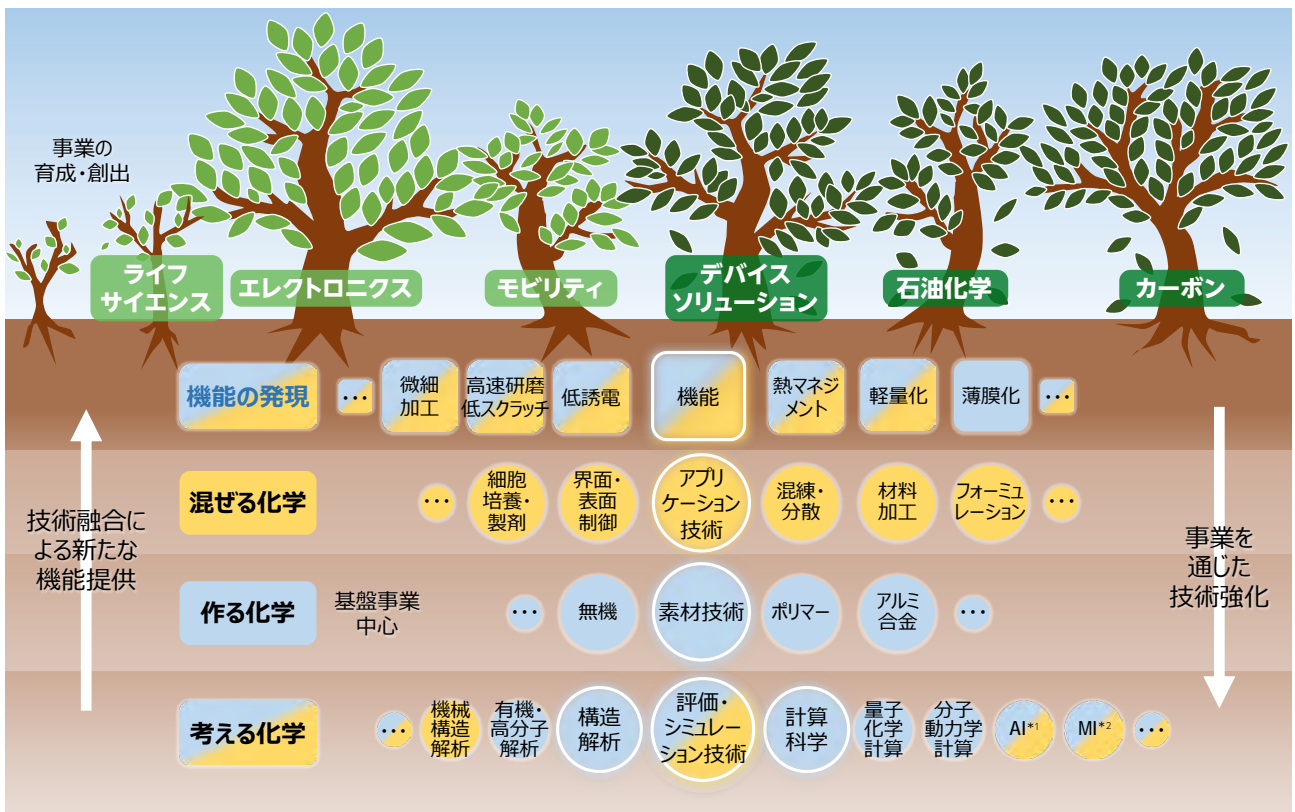 事業の
育成・創出
ライフ
サイエンス
エレクトロニクス
モビリティ
デバイス
ソリューション
石油化学
カーボン
機能の発現
…
微細
加工
高速研磨
低スクラッチ
低誘電
機能
熱マネジ
メント
軽量化
薄膜化
…
混ぜる化学
…
細胞
培養・
製剤
界面・
表面
制御
アプリ
ケーション
技術
混練・
分散
材料
加工
フォーミュ
レーション
…
技術融合に
よる新たな
機能提供
事業を
通じた
技術強化
作る化学
基盤事業
中心
…
無機
素材技術
ポリマー
アルミ
合金
…
考える化学
…
機械
構造
解析
有機・
高分子
解析
構造
解析
評価・
シミュレー
ション技術
計算
科学
量子
化学
計算
分子
動力学
計算
AI*1
MI*2
…